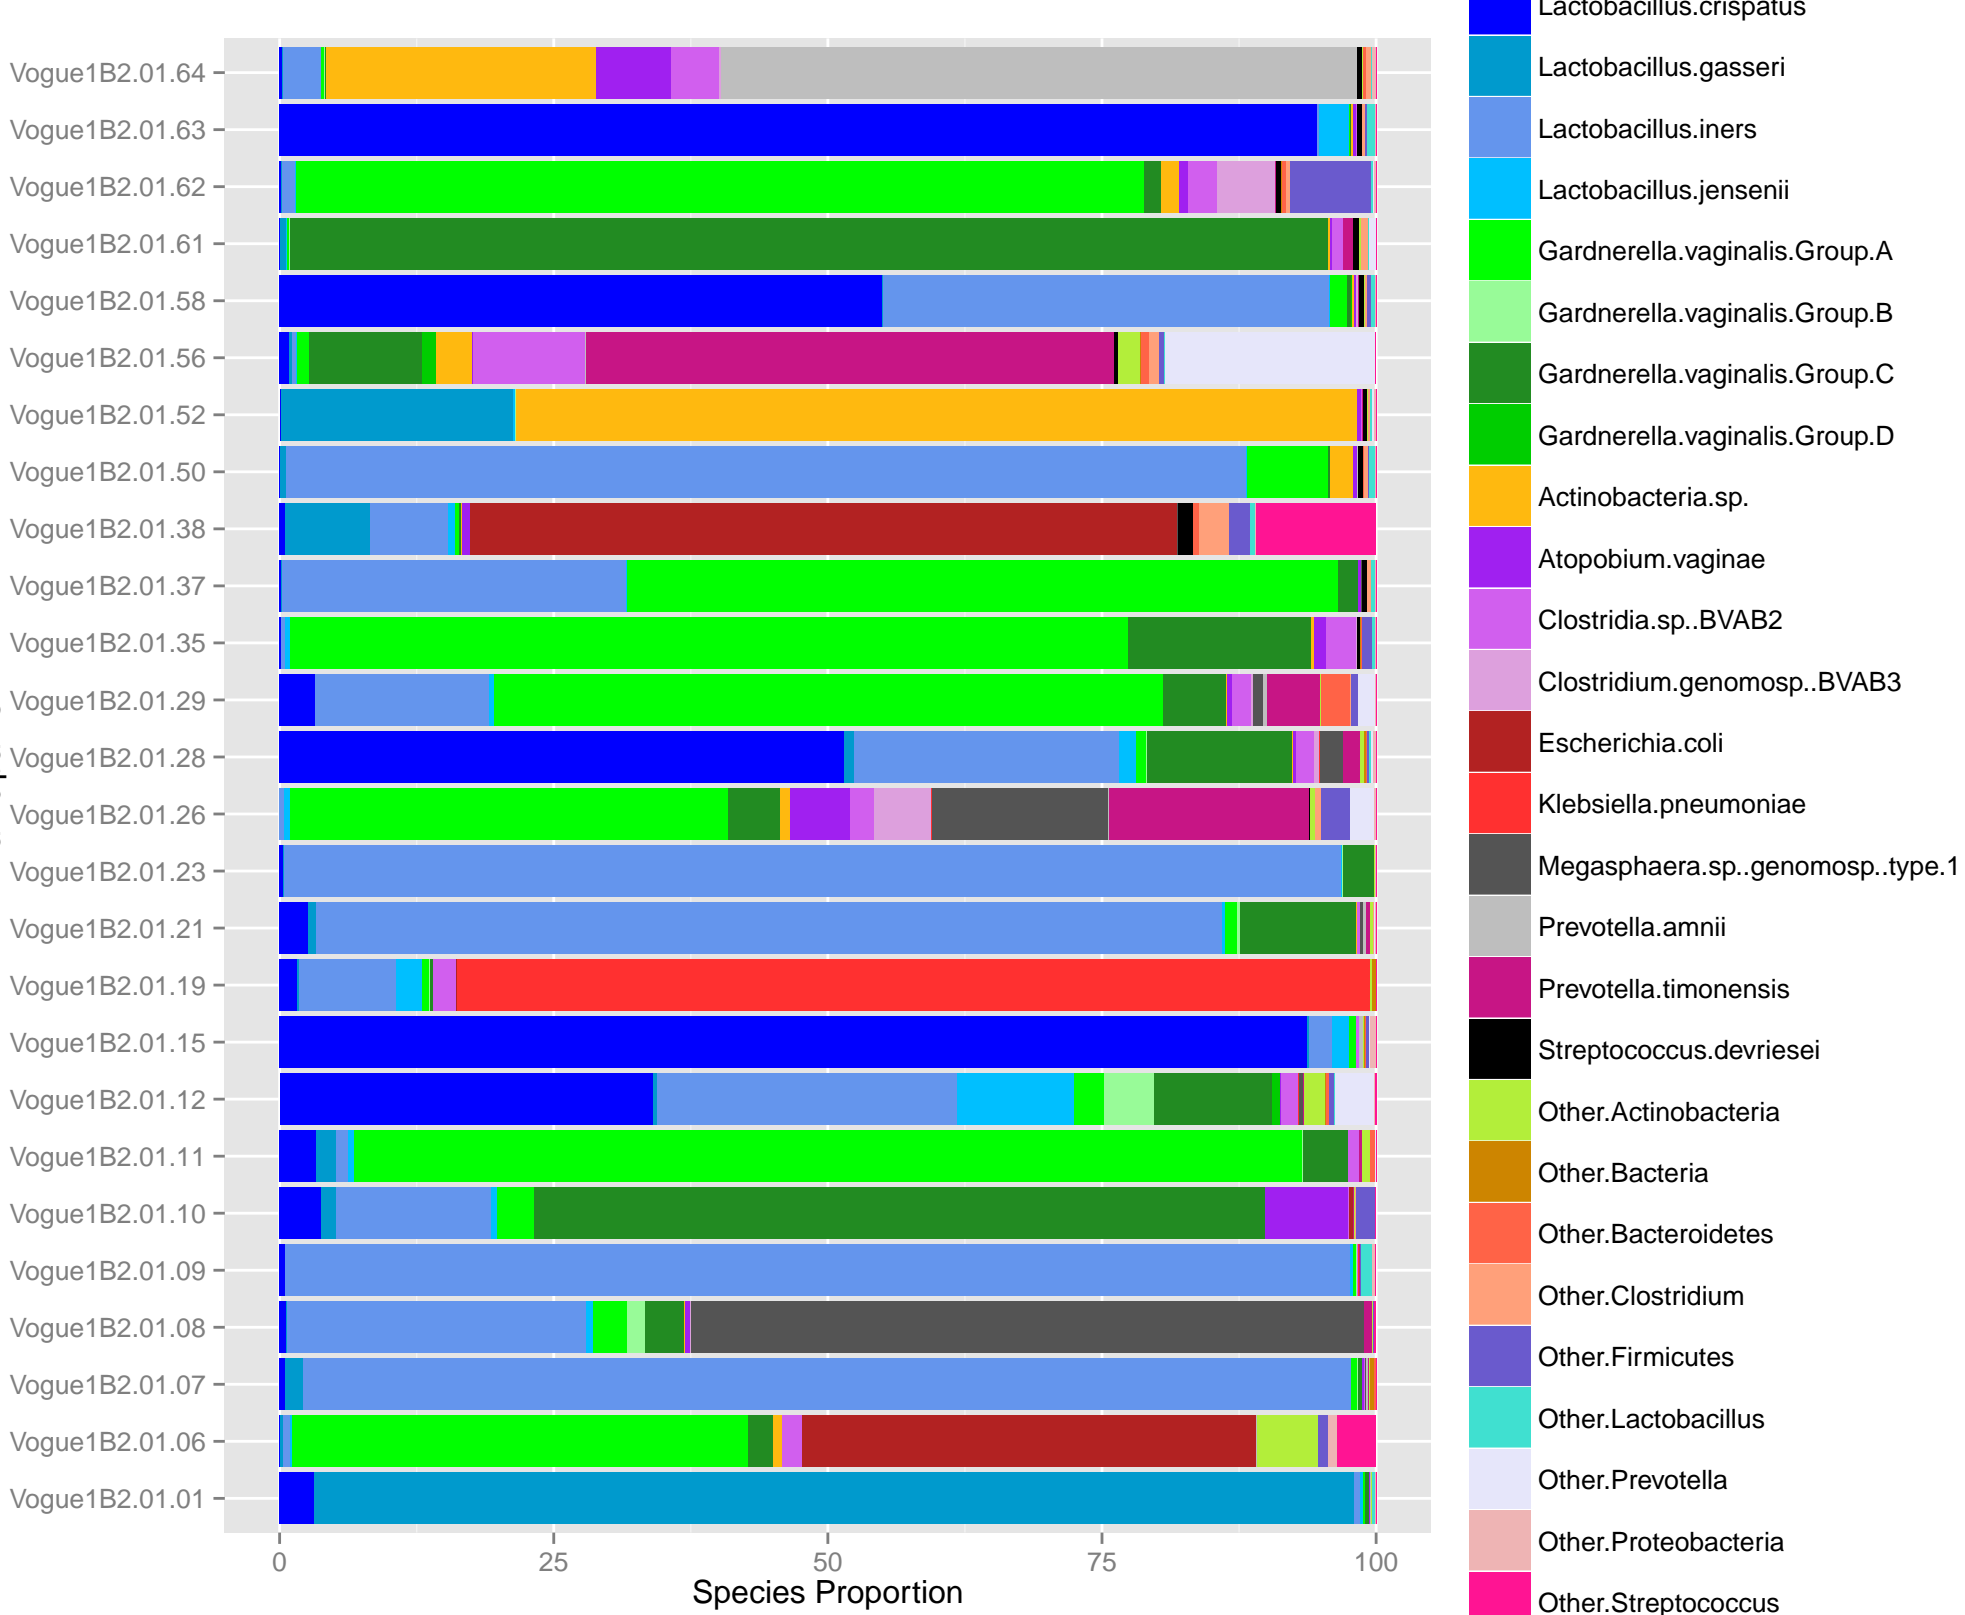 Vogue1B2.01.64
Vogue1B2.01.63
Vogue1B2.01.62
Vogue1B2.01.61
Vogue1B2.01.58
Vogue1B2.01.56
Vogue1B2.01.52
Vogue1B2.01.50
Vogue1B2.01.38
Vogue1B2.01.37
Vogue1B2.01.35
Vogue1B2.01.29
Vogue1B2.01.28
Vogue1B2.01.26
Vogue1B2.01.23
Vogue1B2.01.21
Vogue1B2.01.19
Vogue1B2.01.15
Vogue1B2.01.12
Vogue1B2.01.11
Vogue1B2.01.10
Vogue1B2.01.09
Vogue1B2.01.08
Vogue1B2.01.07
Vogue1B2.01.06
Vogue1B2.01.01
0 25 50 75 100
Species Proportion
Lactobacillus.crispatus
Lactobacillus.gasseri
Lactobacillus.iners
Lactobacillus.jensenii
Gardnerella.vaginalis.Group.A
Gardnerella.vaginalis.Group.B
Gardnerella.vaginalis.Group.C
Gardnerella.vaginalis.Group.D
Actinobacteria.sp.
Atopobium.vaginae
Clostridia.sp..BVAB2
Clostridium.genomosp..BVAB3
Escherichia.coli
Klebsiella.pneumoniae
Megasphaera.sp..genomosp..type.1
Prevotella.amnii
Prevotella.timonensis
Streptococcus.devriesei
Other.Actinobacteria
Other.Bacteria
Other.Bacteroidetes
Other.Clostridium
Other.Firmicutes
Other.Lactobacillus
Other.Prevotella
Other.Proteobacteria
Other.Streptococcus